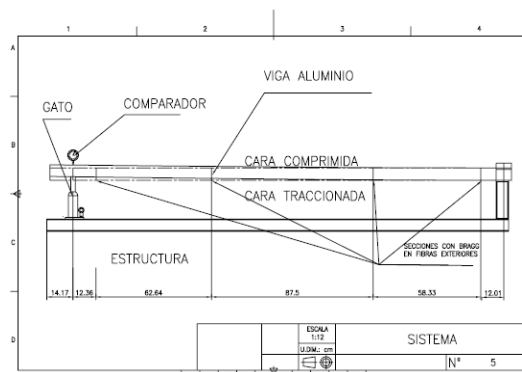 1 2 3 4
A
VIGA ALUMINIO
GATO COMPARADOR
B
CARA COMPRIMIDA
CARA TRACCIONADA
C
ESTRUCTURA
SECCIONES CON BRAGG
EN FIBRAS EXTERIORES
14.17 12.36 62.64 87.5 58.33 12.01
D
ESCALA
1:12
SISTEMA
U.DIM.: cm
Nº 5